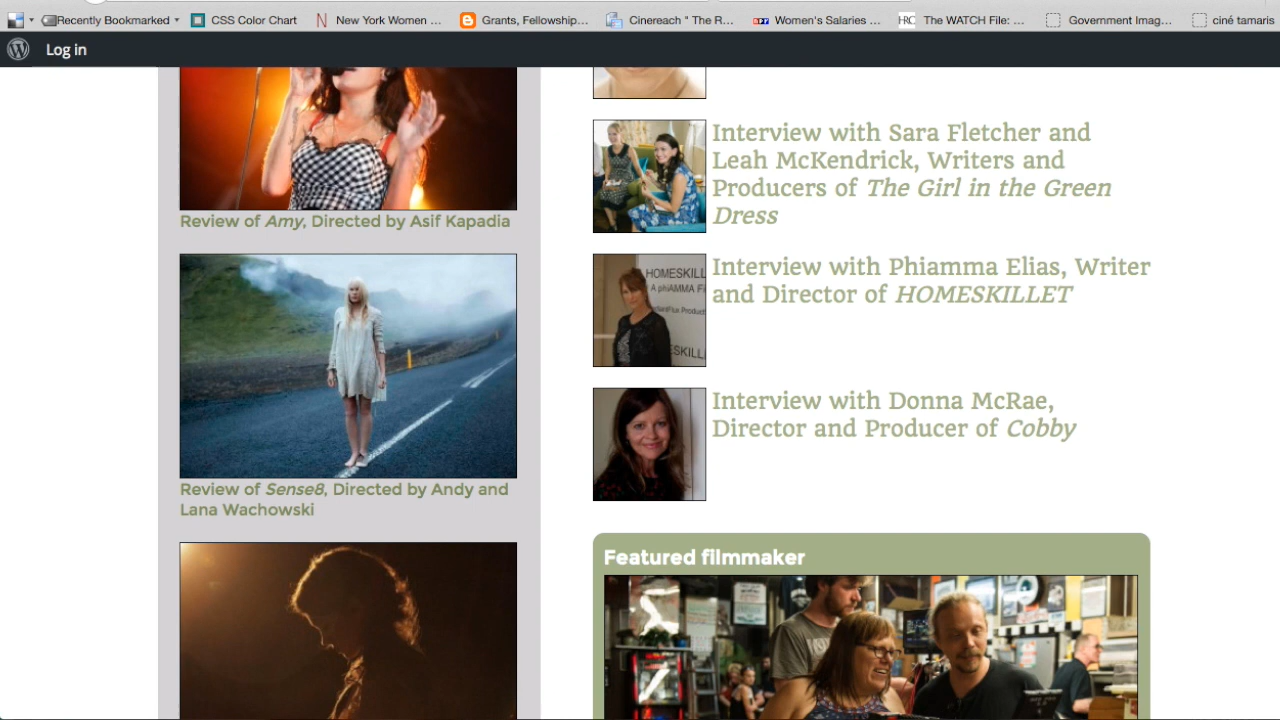 Recently Bookmarked
CSS Color Chart
New York Women ...
Grants, Fellowship...
Cinereach " The R...
Women's Salaries ...
HRC
The WATCH File: ...
Government Imag...
ciné tamaris
Log in
Review of Amy, Directed by Asif Kapadia
Review of Sense8, Directed by Andy and
Lana Wachowski
Interview with Sara Fletcher and
Leah McKendrick, Writers and
Producers of The Girl in the Green
Dress
HOMESKILL
A phiAMMA Fi
stantFlux Product
ESKILL
Interview with Phiamma Elias, Writer
and Director of HOMESKILLET
Interview with Donna McRae,
Director and Producer of Cobby
Featured filmmaker